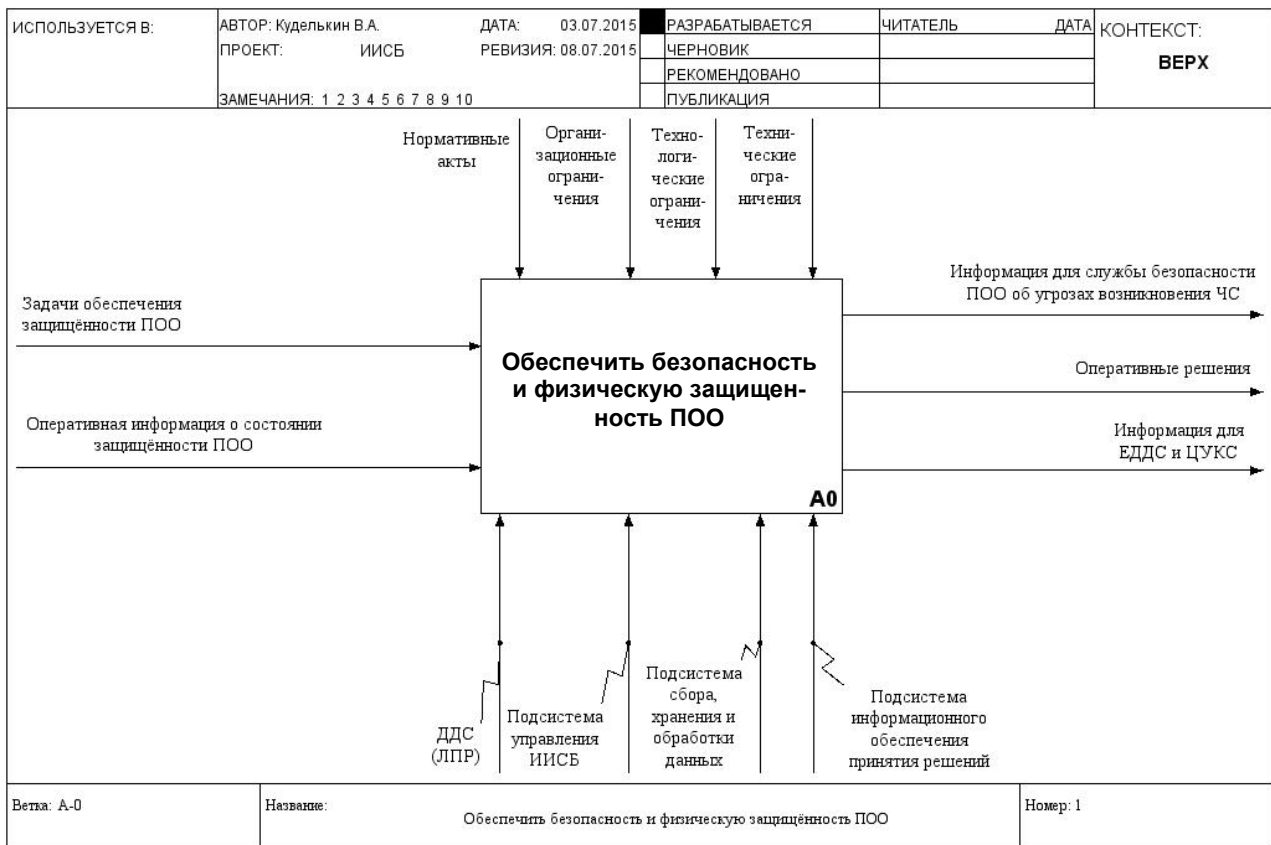 ИСПОЛЬЗУЕТСЯ В:
АВТОР: Куделькин В.А.
ДАТА: 03.07.2015
ПРОЕКТ: ИИСБ
РЕВИЗИЯ: 08.07.2015
ЗАМЕЧАНИЯ: 1 2 3 4 5 6 7 8 9 10
РАЗРАБАТЫВАЕТСЯ
ЧЕРНОВИК
РЕКОМЕНДОВАНО
ПУБЛИКАЦИЯ
ЧИТАТЕЛЬ
ДАТА
КОНТЕКСТ:
ВЕРХ
Нормативные
акты
Органи-
зационные
ограни-
чения
Техно-
логи-
ческие
ограни-
чения
Техни-
ческие
огра-
ничения
Задачи обеспечения
защищённости ПОО
Оперативная информация о состоянии
защищённости ПОО
Обеспечить безопасность
и физическую защищен-
ность ПОО
A0
Информация для службы безопасности
ПОО об угрозах возникновения ЧС
Оперативные решения
Информация для
ЕДДС и ЦУКС
ДДС
(ЛПР)
Подсистема
управления
ИИСБ
Подсистема
сбора,
хранения и
обработки
данных
Подсистема
информационного
обеспечения
принятия решений
Ветка: A-0
Название:
Обеспечить безопасность и физическую защищённость ПОО
Номер: 1